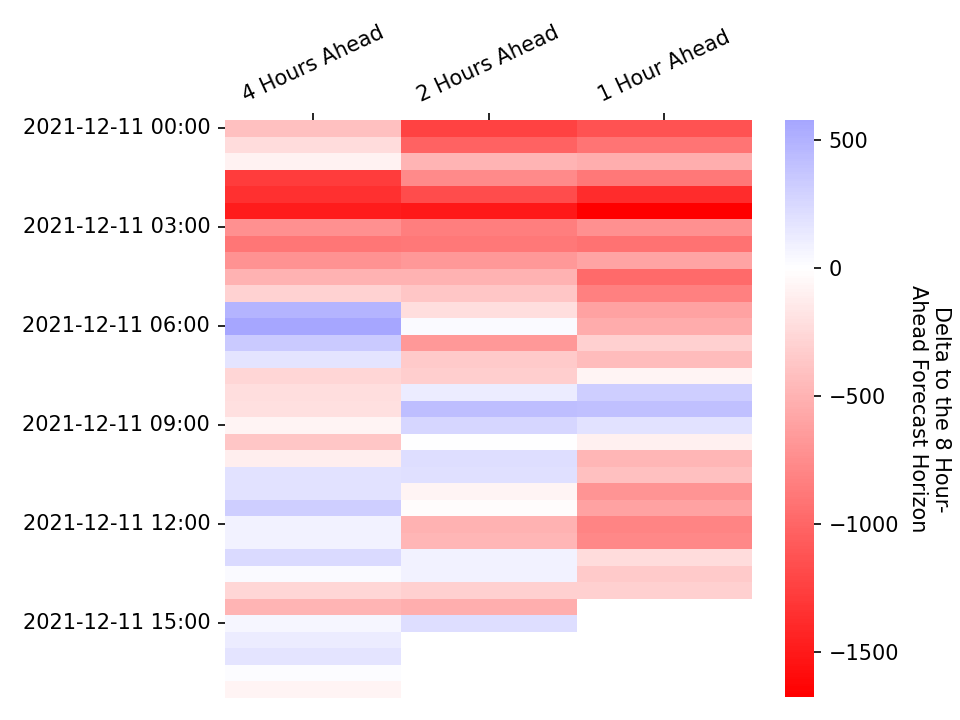 4 Hours Ahead
2 Hours Ahead
1 Hour Ahead
2021-12-11 00:00
2021-12-11 03:00
2021-12-11 06:00
2021-12-11 09:00
2021-12-11 12:00
2021-12-11 15:00
500
0
−500
−1000
−1500
Delta to the 8 Hour-
Ahead Forecast Horizon